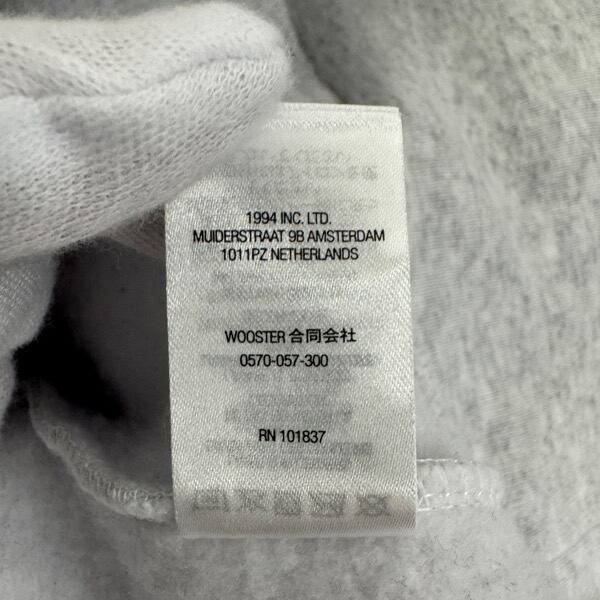 1994 INC. LTD.
MUIDERSTRAAT 9B AMSTERDAM
1011PZ NETHERLANDS
WOOSTER 合同会社
0570-057-300
RN 101837